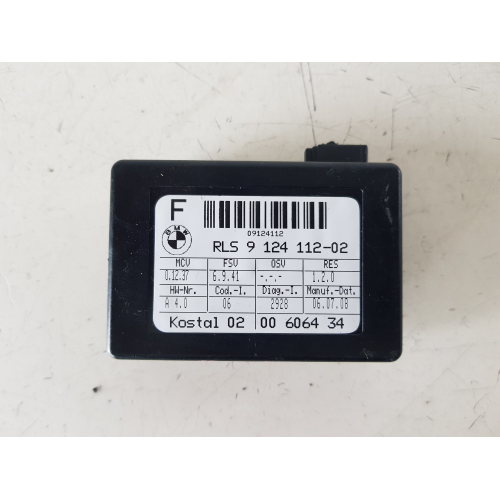 F
09124112
BMW
RLS 9 124 112-02
MCV FSV OSV RES
0.12.37 6.9.41 -.-.- 1.2.0
HW-Nr. Cod.-I. Diag.-I. Manuf.-Dat.
A 4.0 06 2928 06.07.08
Kostal 02 00 6064 34